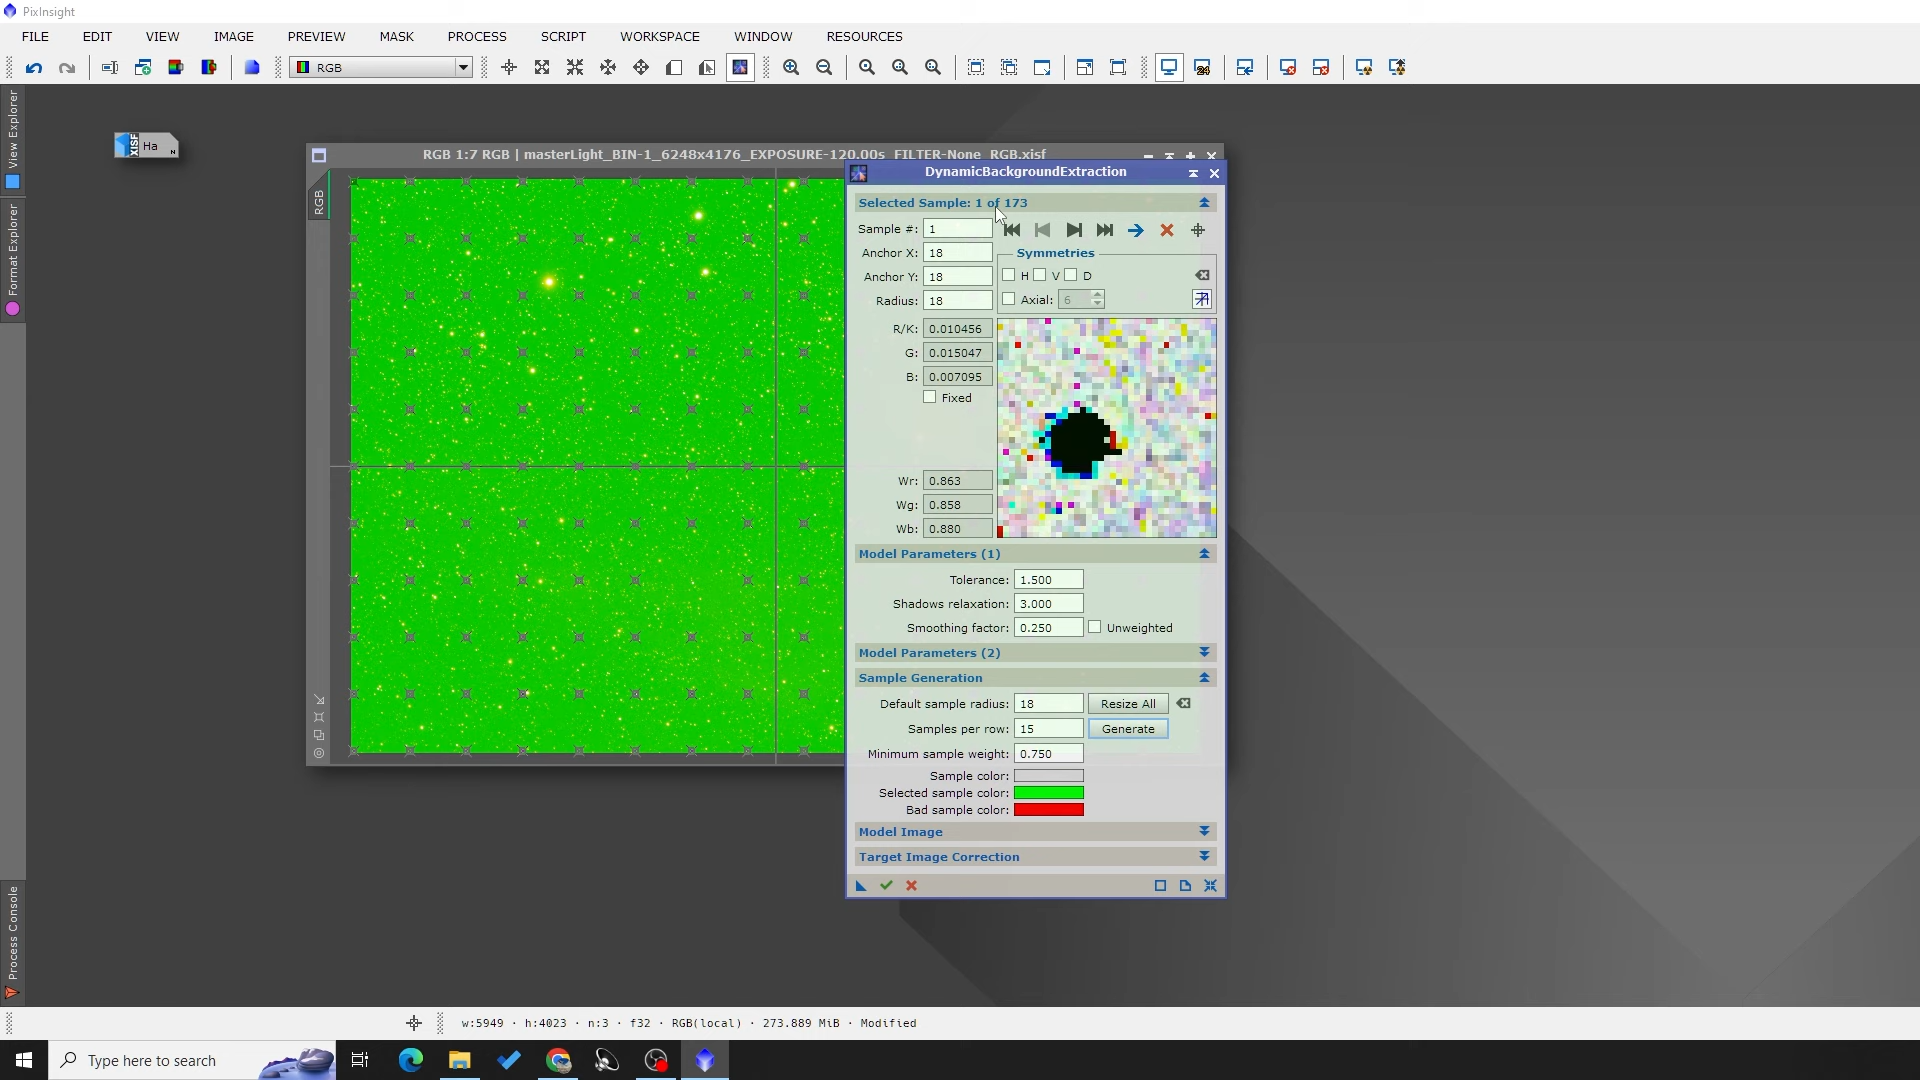 PixInsight
FILE EDIT VIEW IMAGE PREVIEW MASK PROCESS SCRIPT WORKSPACE WINDOW RESOURCES
RGB
24
View Explorer
Format Explorer
Process Console
XISF Ha N
RGB 1:7 RGB | masterLight_BIN-1_6248x4176_EXPOSURE-120.00s_FILTER-None_RGB.xisf
RGB
DynamicBackgroundExtraction
Selected Sample: 1 of 173
Sample #: 1
Anchor X: 18
Symmetries
Anchor Y: 18
H V D
Radius: 18
Axial: 6
R/K: 0.010456
G: 0.015047
B: 0.007095
Fixed
Wr: 0.863
Wg: 0.858
Wb: 0.880
Model Parameters (1)
Tolerance: 1.500
Shadows relaxation: 3.000
Smoothing factor: 0.250 Unweighted
Model Parameters (2)
Sample Generation
Default sample radius: 18 Resize All
Samples per row: 15 Generate
Minimum sample weight: 0.750
Sample color:
Selected sample color:
Bad sample color:
Model Image
Target Image Correction
w:5949 · h:4023 · n:3 · f32 · RGB(local) · 273.889 MiB · Modified
Type here to search